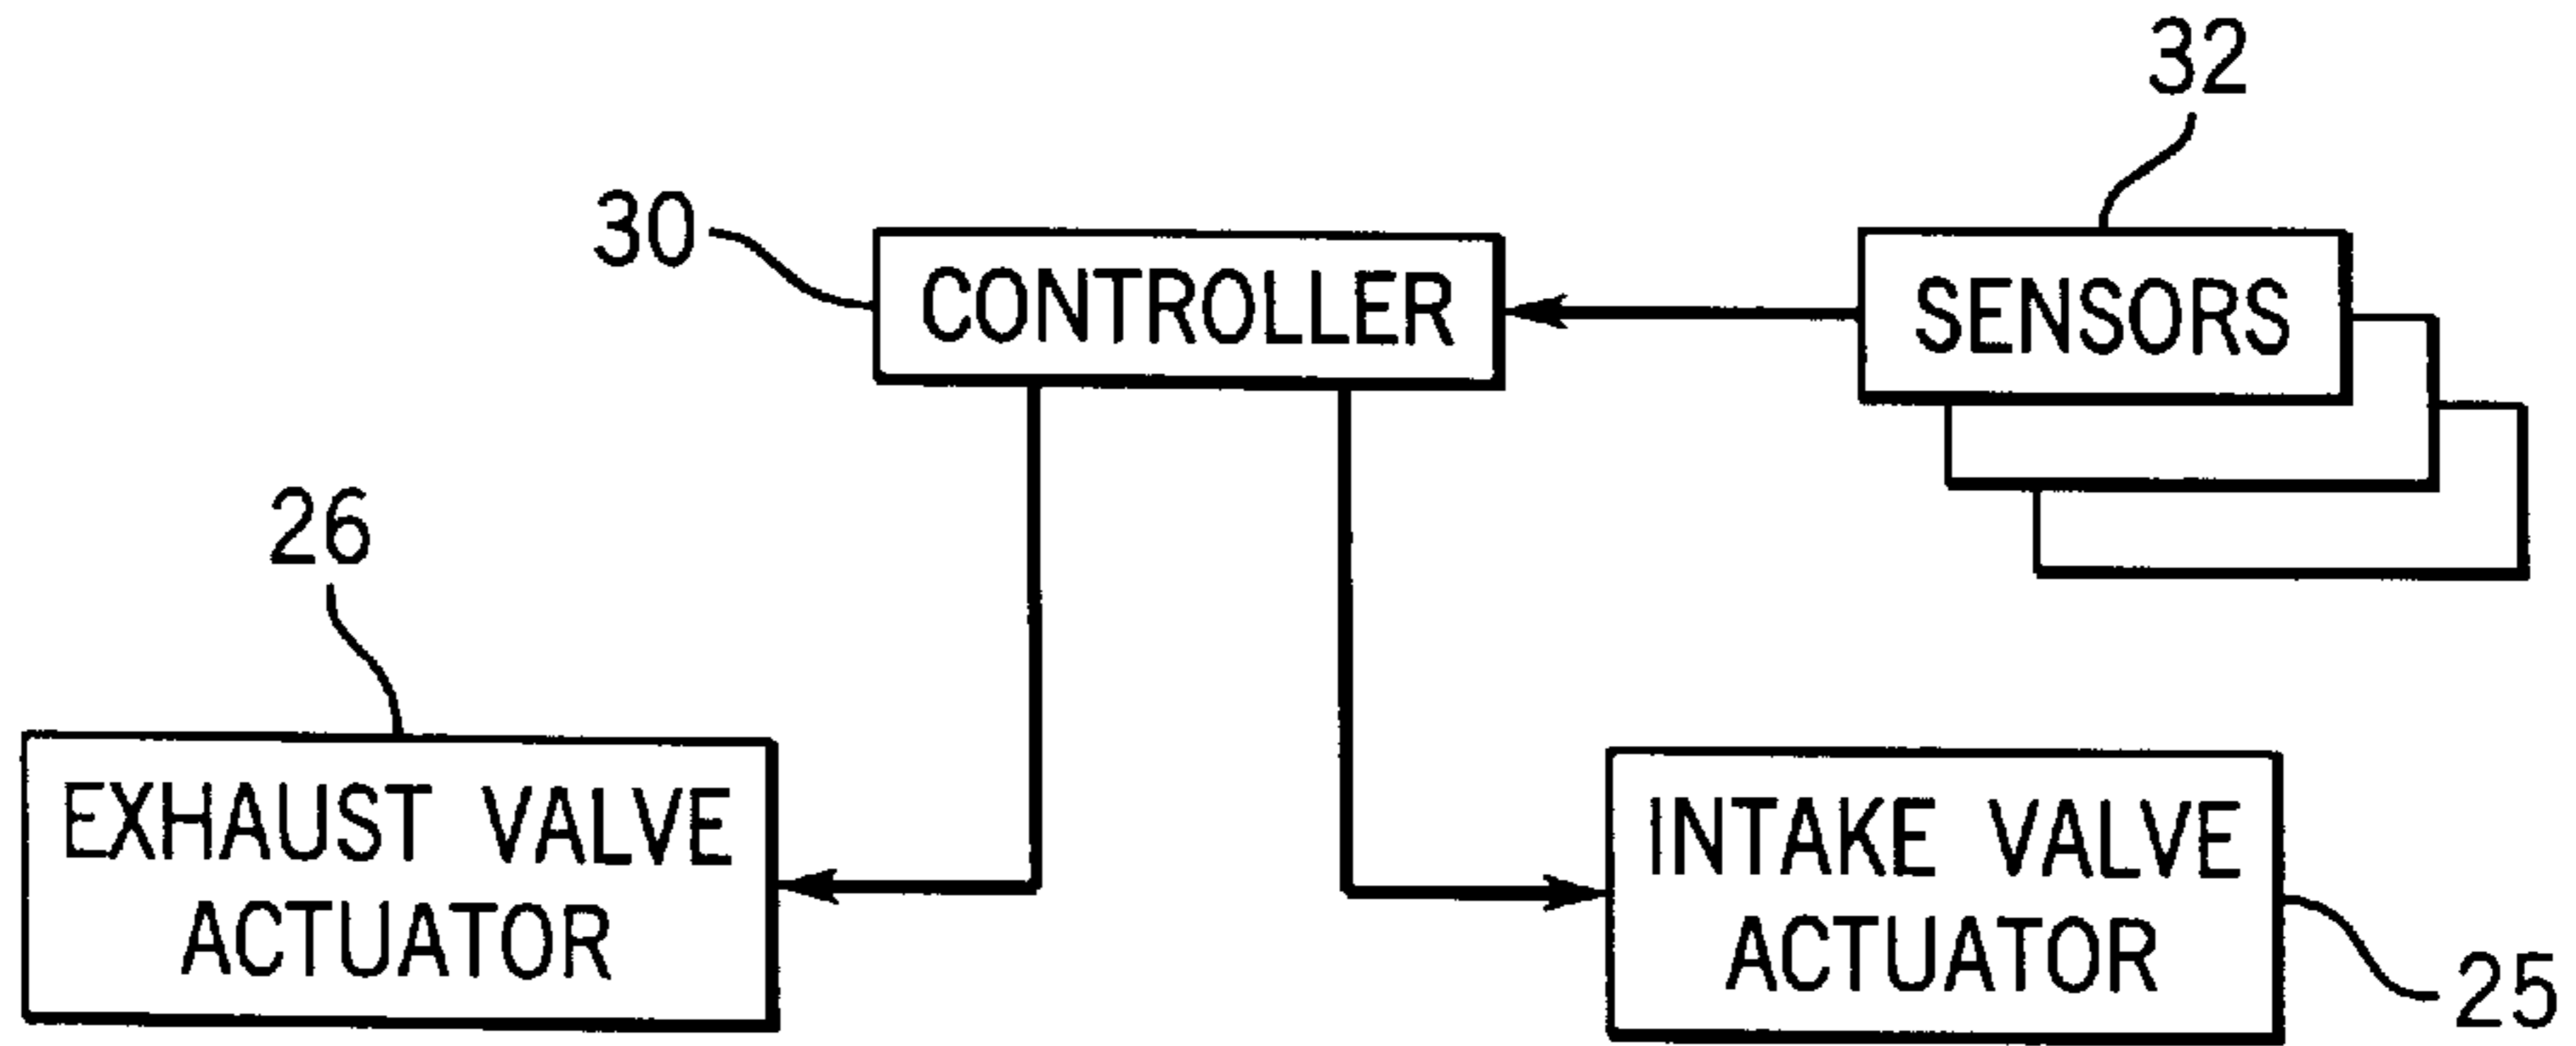 32
30
CONTROLLER
SENSORS
26
EXHAUST VALVE
ACTUATOR
INTAKE VALVE
ACTUATOR
25